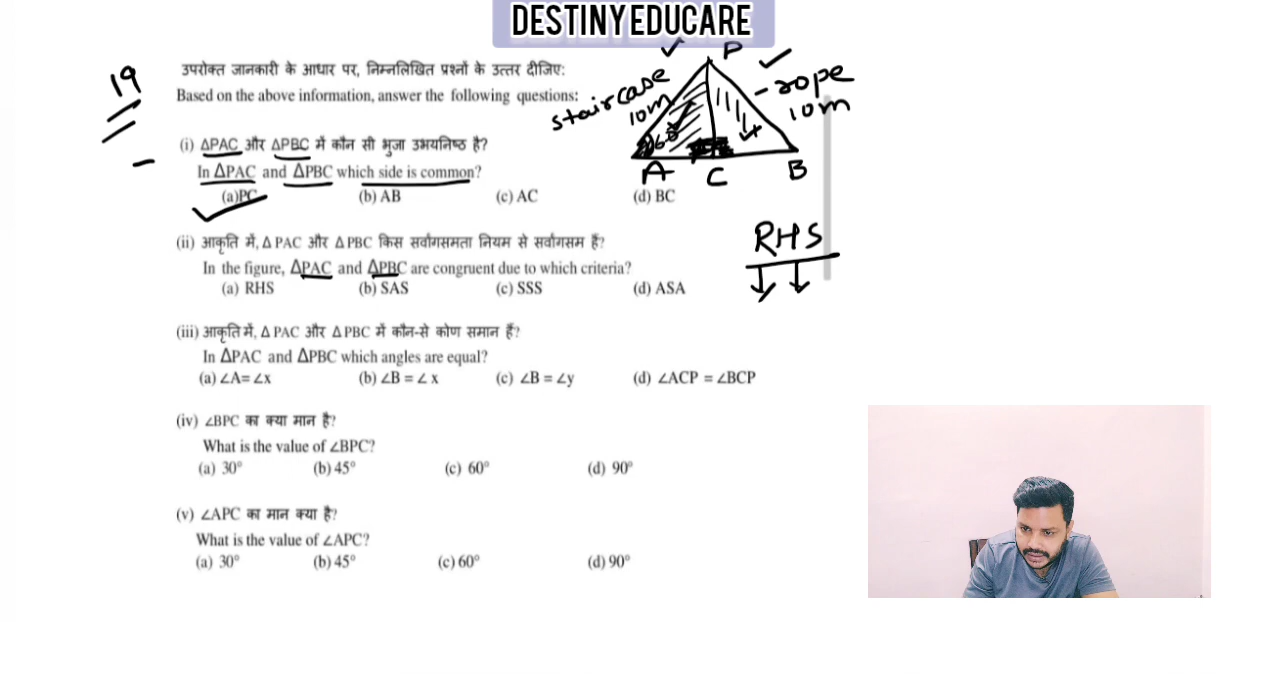 DESTINY EDUCARE
19
उपरोक्त जानकारी के आधार पर, निम्नलिखित प्रश्नों के उत्तर दीजिए:
Based on the above information, answer the following questions:
P
staircase
10m
rope
10m
60°
A
C
B
(i) ΔPAC और ΔPBC में कौन सी भुजा उभयनिष्ठ है?
In ΔPAC and ΔPBC which side is common?
(a)PC (b) AB (c) AC (d) BC
RHS
(ii) आकृति में, Δ PAC और Δ PBC किस सर्वांगसमता नियम से सर्वांगसम हैं?
In the figure, ΔPAC and ΔPBC are congruent due to which criteria?
(a) RHS (b) SAS (c) SSS (d) ASA
(iii) आकृति में, Δ PAC और Δ PBC में कौन-से कोण समान हैं?
In ΔPAC and ΔPBC which angles are equal?
(a) ∠A= ∠x (b) ∠B = ∠ x (c) ∠B = ∠y (d) ∠ACP = ∠BCP
(iv) ∠BPC का क्या मान है?
What is the value of ∠BPC?
(a) 30° (b) 45° (c) 60° (d) 90°
(v) ∠APC का मान क्या है?
What is the value of ∠APC?
(a) 30° (b) 45° (c) 60° (d) 90°